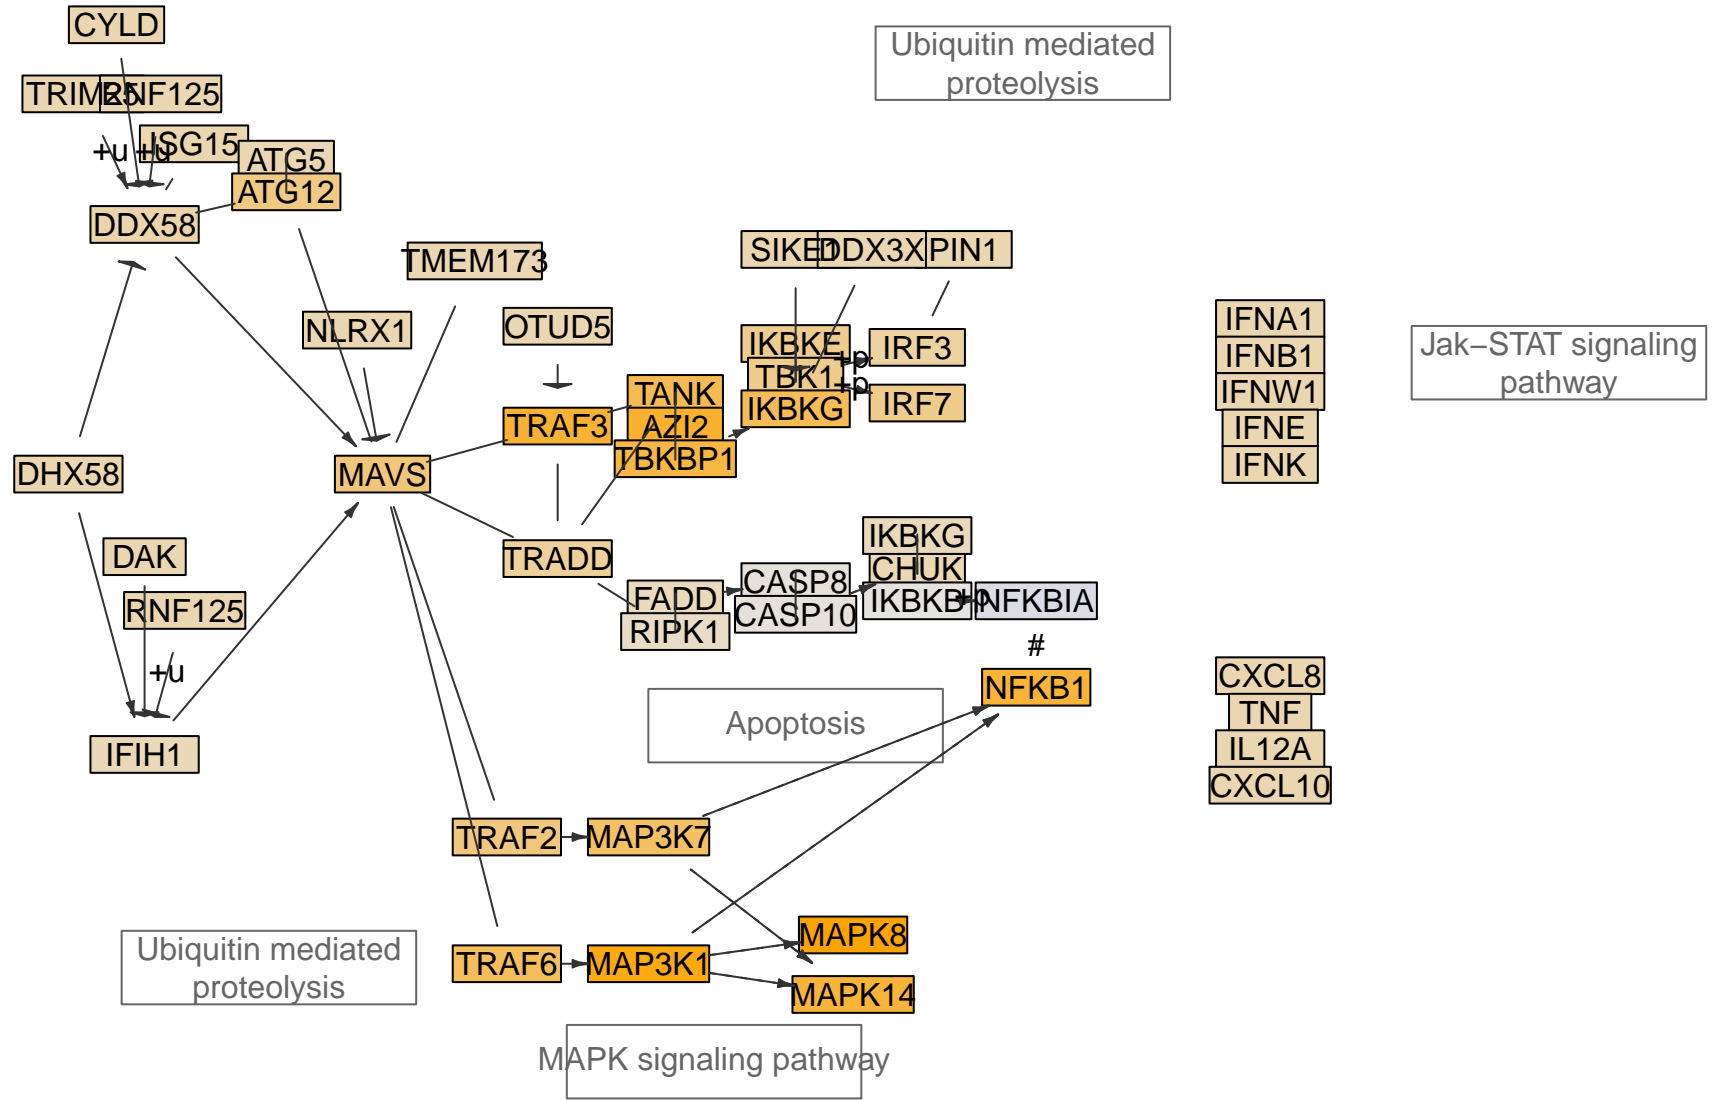 CYLD
Ubiquitin mediated
proteolysis
TRIM25
RNF125
ISG15
+u
+u
ATG5
ATG12
DDX58
TMEM173
SIKE1
DDX3X
PIN1
NLRX1
OTUD5
IKBKE
IRF3
+p
TBK1
+p
IKBKG
IRF7
IFNA1
IFNB1
IFNW1
IFNE
IFNK
Jak−STAT signaling
pathway
TANK
TRAF3
AZI2
TBKBP1
DHX58
MAVS
DAK
RNF125
+u
IFIH1
TRADD
FADD
RIPK1
CASP8
CASP10
IKBKG
CHUK
IKBKB
+p
NFKBIA
#
NFKB1
Apoptosis
CXCL8
TNF
IL12A
CXCL10
TRAF2
MAP3K7
TRAF6
MAP3K1
MAPK8
MAPK14
Ubiquitin mediated
proteolysis
MAPK signaling pathway